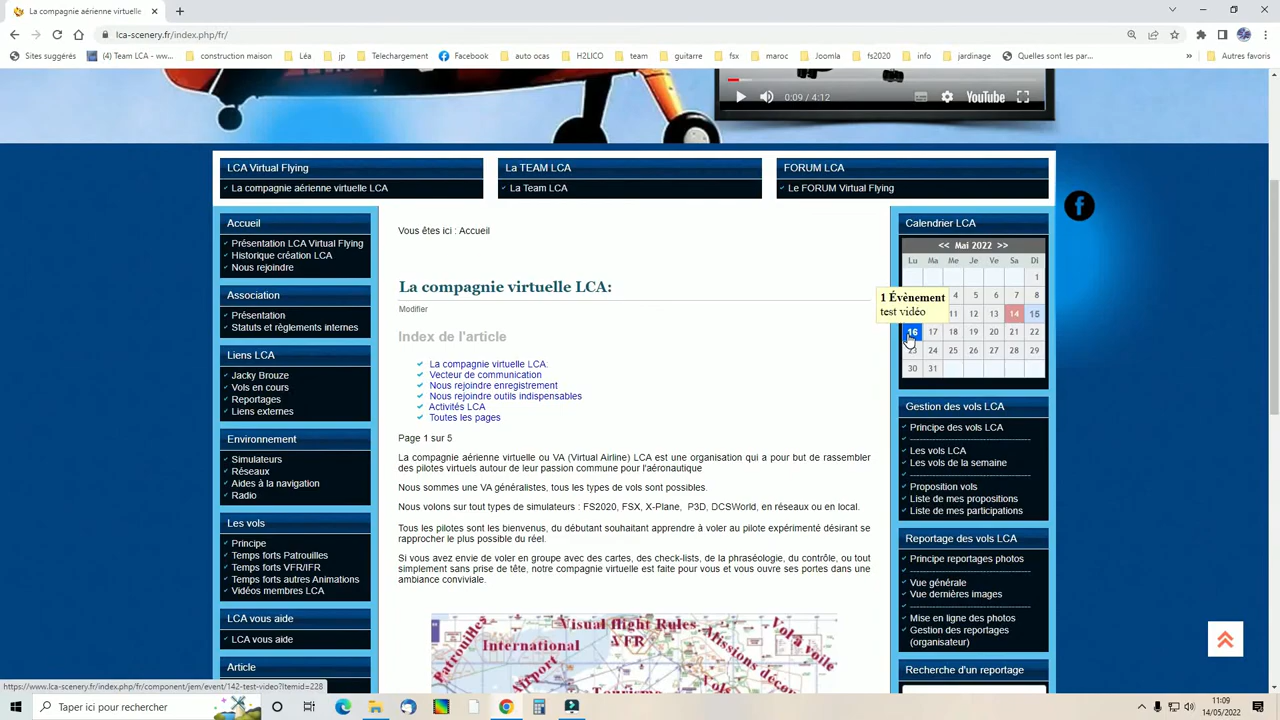 La compagnie aérienne virtuelle
lca-scenery.fr/index.php/fr/
Sites suggérés
(4) Team LCA - www...
construction maison
Léa
jp
Telechargement
Facebook
auto ocas
H2LICO
team
guitarre
fsx
maroc
Joomla
fs2020
info
jardinage
Quelles sont les par...
»
Autres favoris
0:09 / 4:12
YouTube
LCA Virtual Flying
La compagnie aérienne virtuelle LCA
La TEAM LCA
La Team LCA
FORUM LCA
Le FORUM Virtual Flying
Accueil
Présentation LCA Virtual Flying
Historique création LCA
Nous rejoindre
Association
Présentation
Statuts et règlements internes
Liens LCA
Jacky Brouze
Vols en cours
Reportages
Liens externes
Environnement
Simulateurs
Réseaux
Aides à la navigation
Radio
Les vols
Principe
Temps forts Patrouilles
Temps forts VFR/IFR
Temps forts autres Animations
Vidéos membres LCA
LCA vous aide
LCA vous aide
Article
https://www.lca-scenery.fr/index.php/fr/component/jem/event/142-test-video?Itemid=228
Vous êtes ici : Accueil
La compagnie virtuelle LCA:
Modifier
Index de l'article
La compagnie virtuelle LCA:
Vecteur de communication
Nous rejoindre enregistrement
Nous rejoindre outils indispensables
Activités LCA
Toutes les pages
Page 1 sur 5
La compagnie aérienne virtuelle ou VA (Virtual Airline) LCA est une organisation qui a pour but de rassembler
des pilotes virtuels autour de leur passion commune pour l'aéronautique
Nous sommes une VA généralistes, tous les types de vols sont possibles.
Nous volons sur tout types de simulateurs : FS2020, FSX, X-Plane, P3D, DCSWorld, en réseaux ou en local.
Tous les pilotes sont les bienvenus, du débutant souhaitant apprendre à voler au pilote expérimenté désirant se
rapprocher le plus possible du réel.
Si vous avez envie de voler en groupe avec des cartes, des check-lists, de la phraséologie, du contrôle, ou tout
simplement sans prise de tête, notre compagnie virtuelle est faite pour vous et vous ouvre ses portes dans une
ambiance conviviale.
Patrouilles
International
Visual flight Rules
VFR
Vols voilé
Calendrier LCA
<< Mai 2022 >>
Lu Ma Me Je Ve Sa Di
1
4 5 6 7 8
11 12 13 14 15
16 17 18 19 20 21 22
23 24 25 26 27 28 29
30 31
1 Évènement
test vidéo
Gestion des vols LCA
Principe des vols LCA
Les vols LCA
Les vols de la semaine
Proposition vols
Liste de mes propositions
Liste de mes participations
Reportage des vols LCA
Principe reportages photos
Vue générale
Vue dernières images
Mise en ligne des photos
Gestion des reportages
(organisateur)
Recherche d'un reportage
Taper ici pour rechercher
11:09
14/05/2022